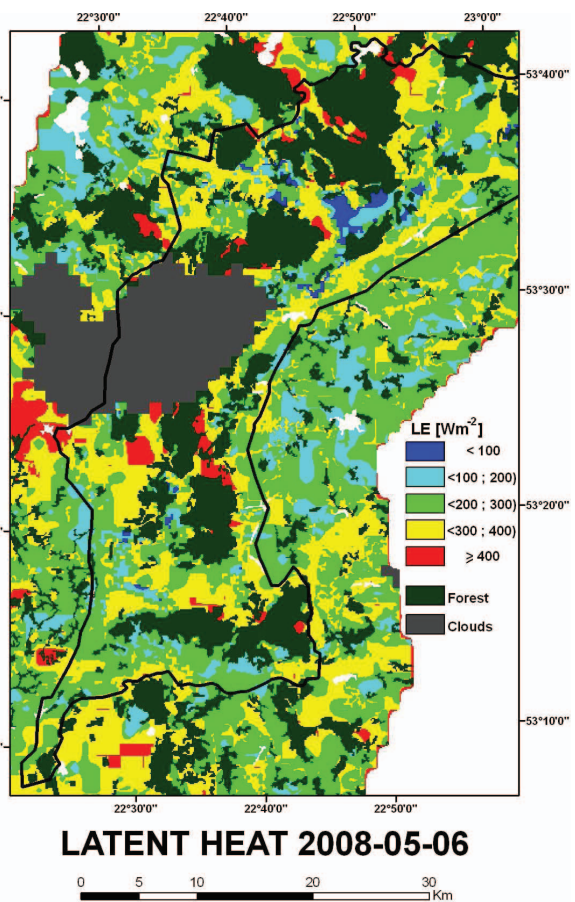 22°30'0" 22°40'0" 22°50'0" 23°0'0"
53°40'0"
53°30'0"
LE [Wm-2]
< 100
<100 ; 200)
<200 ; 300)
<300 ; 400)
⩾ 400
Forest
Clouds
53°20'0"
53°10'0"
22°30'0" 22°40'0" 22°50'0"
LATENT HEAT 2008-05-06
0 5 10 20 30
Km